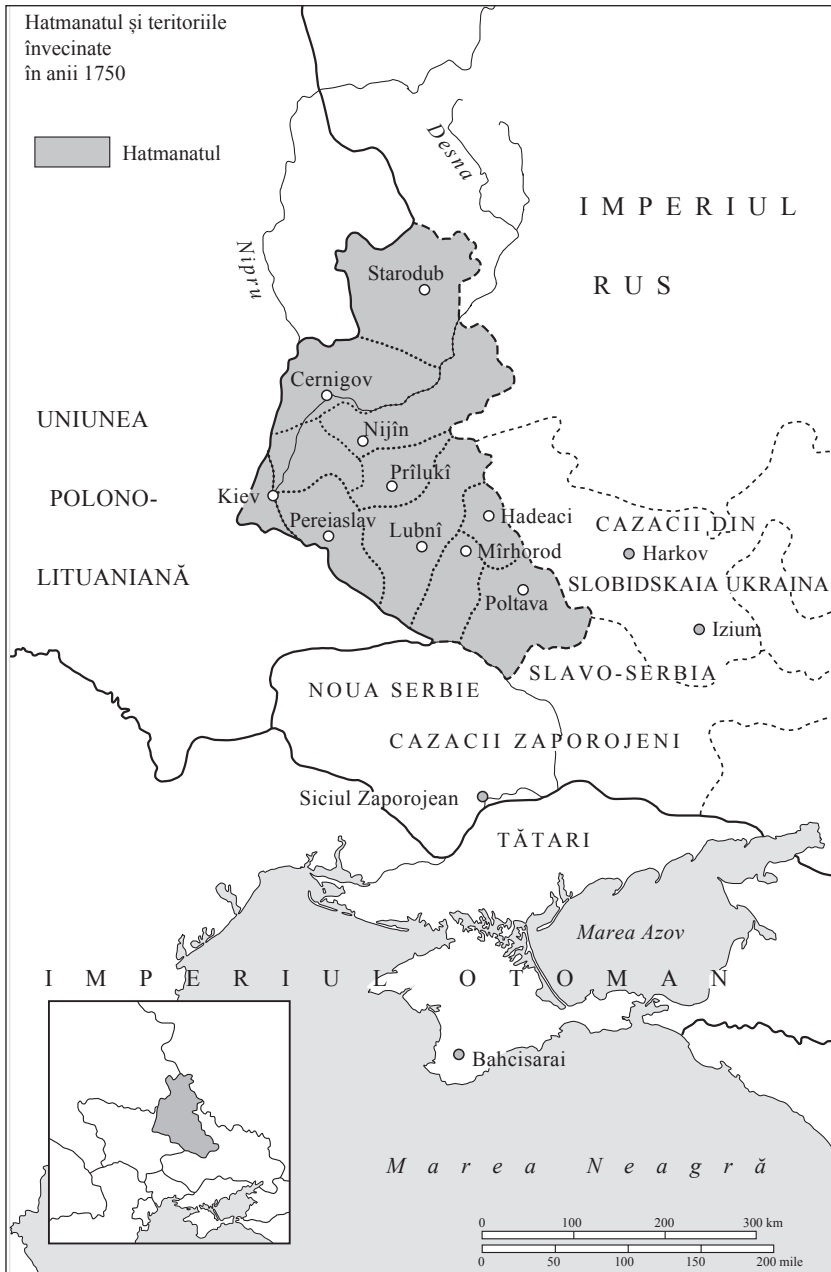 Hatmanatul și teritoriile
învecinate
în anii 1750
Hatmanatul
Desna
Nipru
IMPERIUL
RUS
Starodub
Cernigov
UNIUNEA
Nijîn
Prîlukî
Kiev
POLONO-
Pereiaslav
Lubnî
Hadeaci
CAZACII DIN
Mîrhorod
Harkov
LITUANIANĂ
SLOBIDSKAIA UKRAINA
Poltava
Izium
SLAVO-SERBIA
NOUA SERBIE
CAZACII ZAPOROJENI
Siciul Zaporojean
TĂTARI
Marea Azov
IMPERIUL OTOMAN
Bahcisarai
Marea Neagră
0 100 200 300 km
0 50 100 150 200 mile